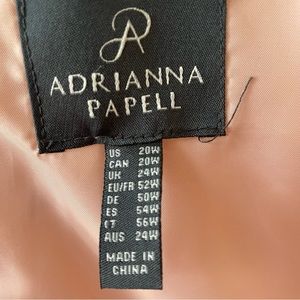 ADRIANNA
PAPELL
US 20W
CAN 20W
UK 24W
EU/FR 52W
DE 50W
ES 54W
IT 56W
AUS 24W
MADE IN
CHINA